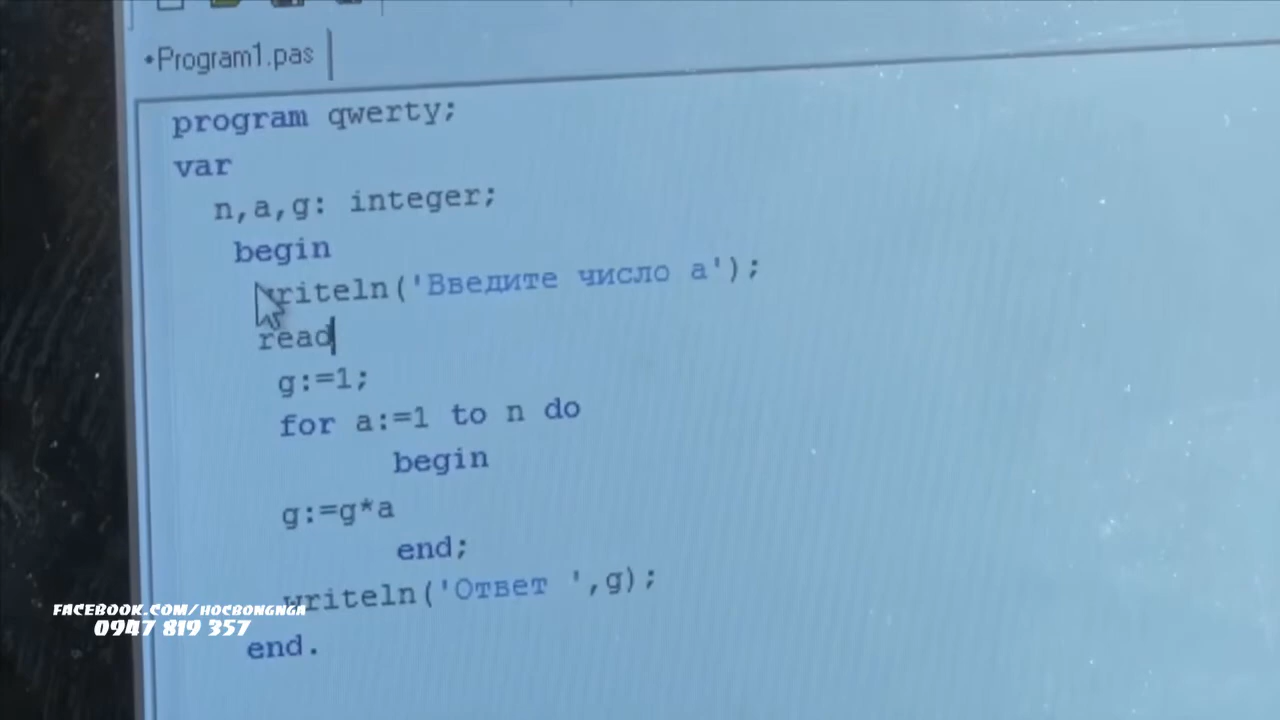 •Program1.pas
program qwerty;
var
n,a,g: integer;
begin
writeln('Введите число a');
read
g:=1;
for a:=1 to n do
begin
g:=g*a
end;
writeln('Ответ ',g);
end.
FACEBOOK.COM/HOCBONGNGA
0947 819 357